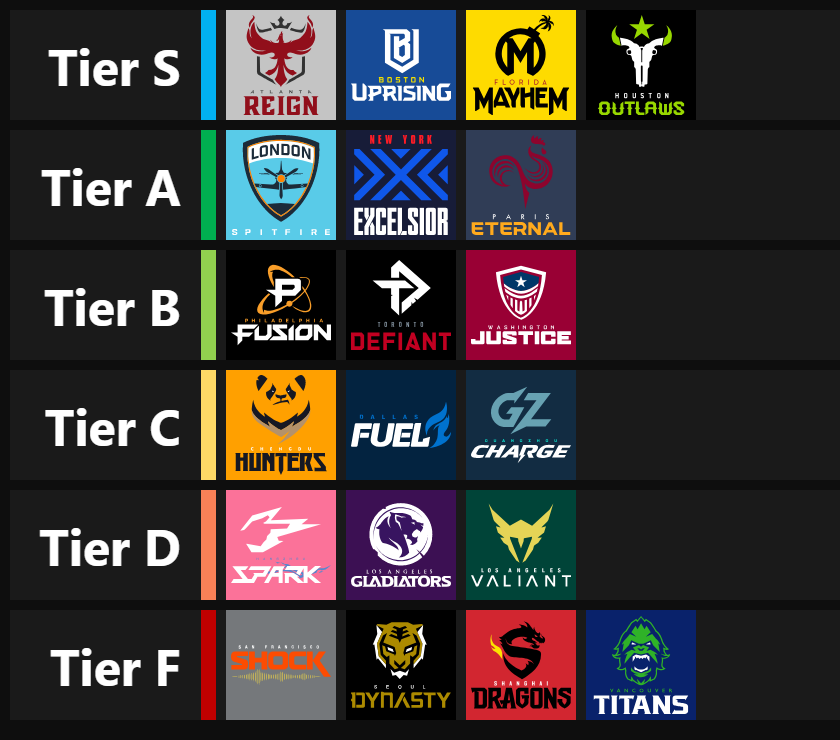 Tier S
ATLANTA
REIGN
BOSTON
UPRISING
FLORIDA
MAYHEM
HOUSTON
OUTLAWS
Tier A
LONDON
SPITFIRE
NEW YORK
EXCELSIOR
PARIS
ETERNAL
Tier B
PHILADELPHIA
FUSION
TORONTO
DEFIANT
WASHINGTON
JUSTICE
Tier C
CHENGDU
HUNTERS
DALLAS
FUEL
GZ
GUANGZHOU
CHARGE
Tier D
SPARK
LOS ANGELES
GLADIATORS
LOS ANGELES
VALIANT
Tier F
SAN FRANCISCO
SHOCK
SEOUL
DYNASTY
SHANGHAI
DRAGONS
VANCOUVER
TITANS